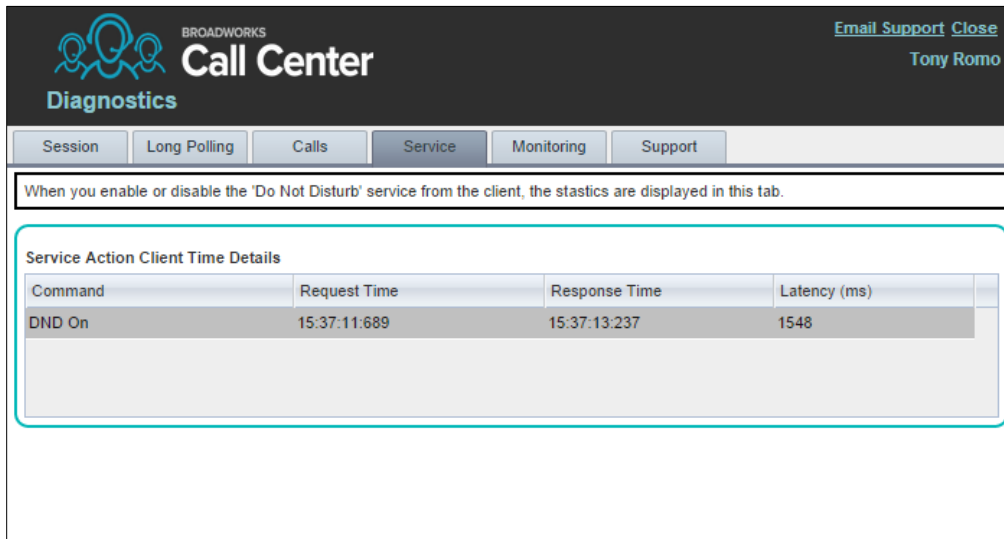 BROADWORKS
Call Center
Diagnostics
Email Support Close
Tony Romo
Session Long Polling Calls Service Monitoring Support
When you enable or disable the 'Do Not Disturb' service from the client, the stastics are displayed in this tab.
Service Action Client Time Details
Command Request Time Response Time Latency (ms)
DND On 15:37:11:689 15:37:13:237 1548